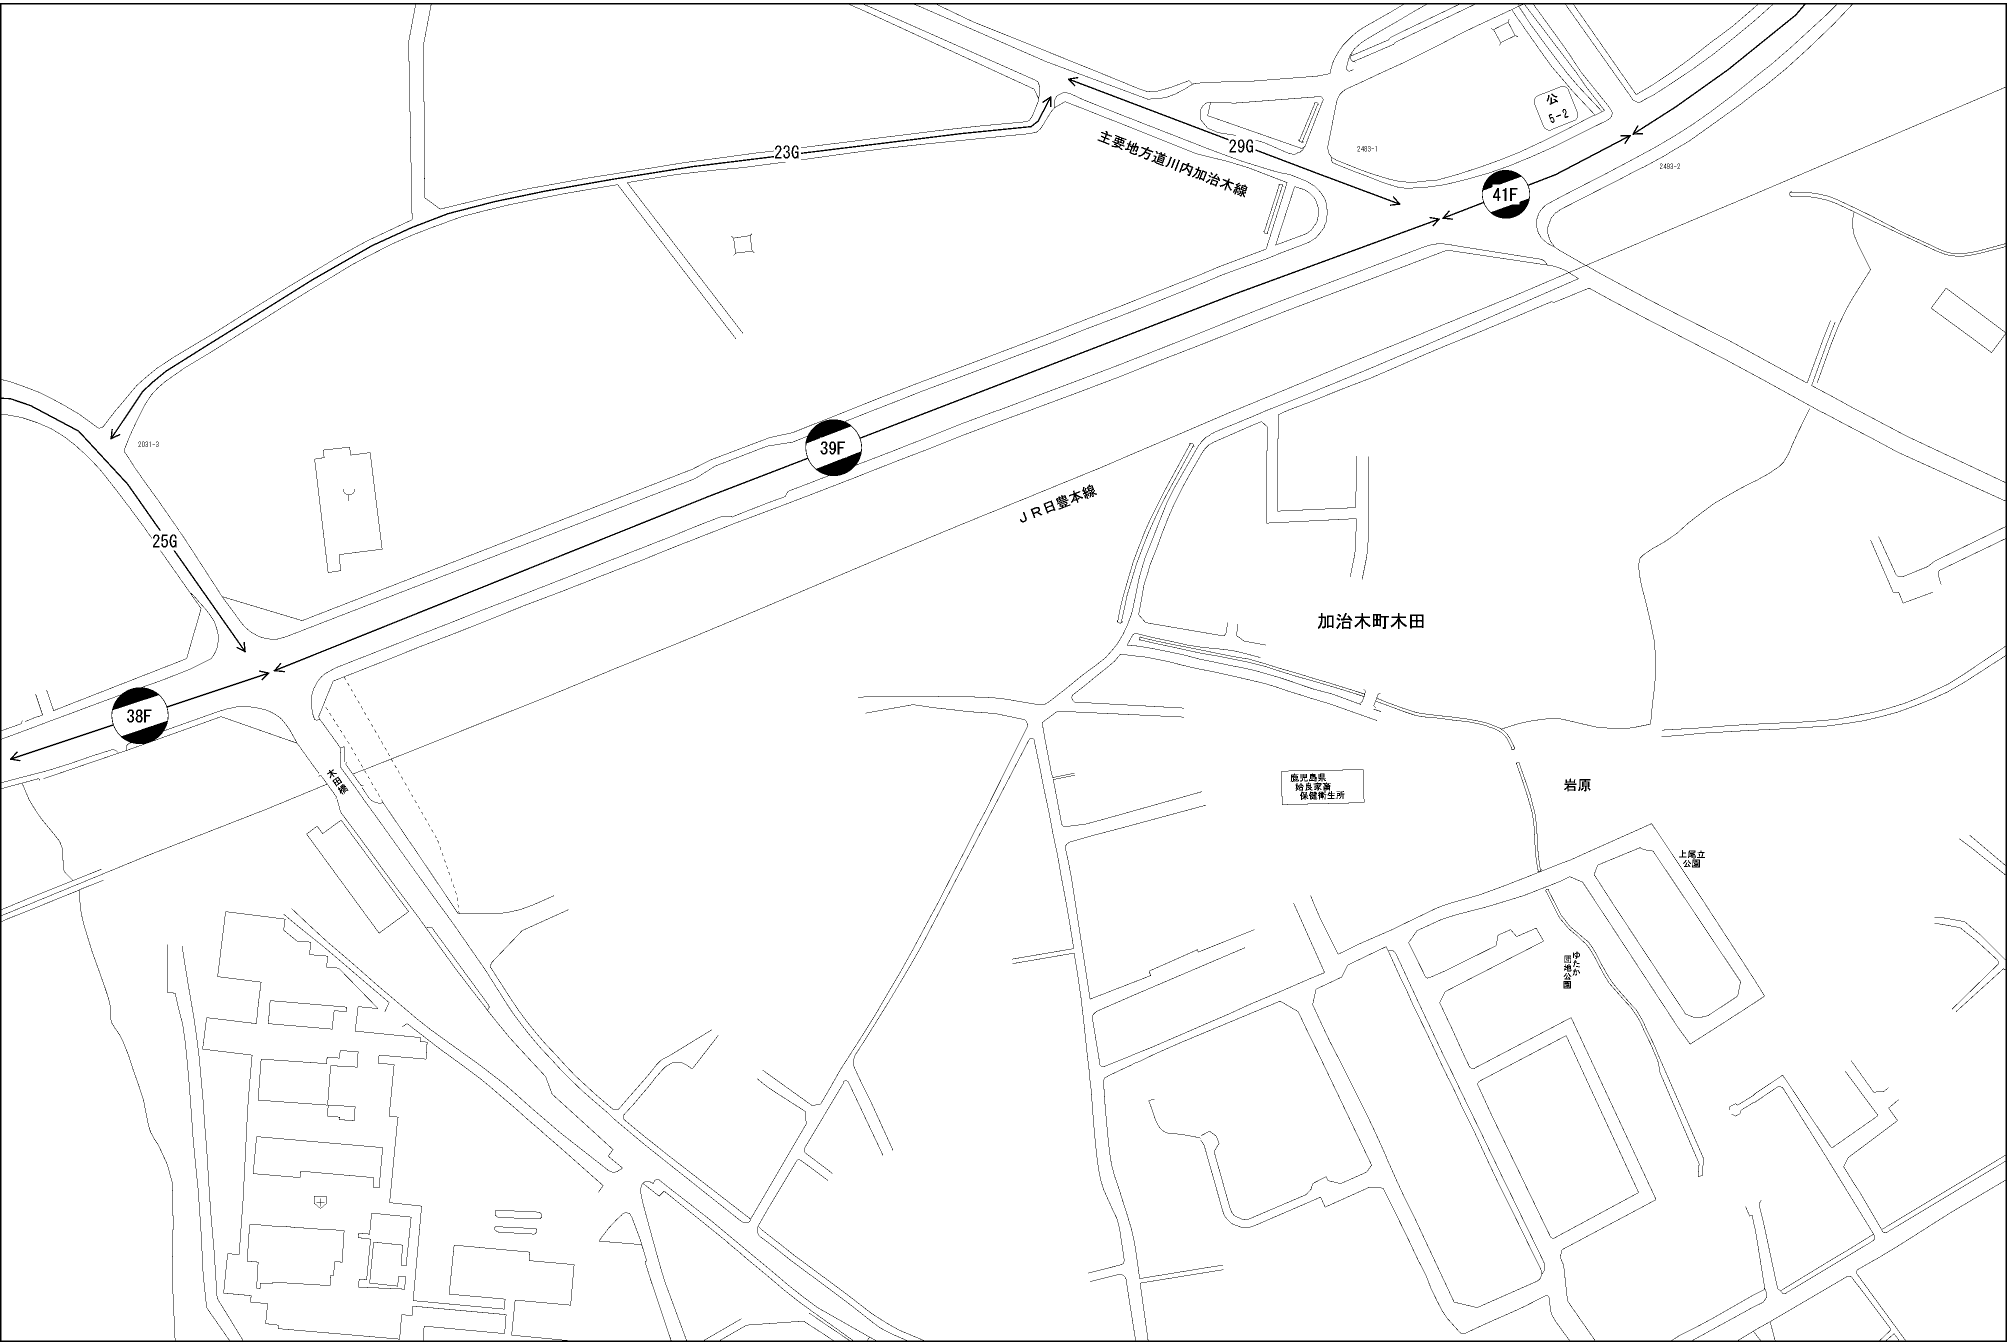 公
5-2
23G
29G
主要地方道川内加治木線
2483-1
2493-2
41F
39F
2031-3
ＪＲ日豊本線
25G
加治木町木田
38F
木田線
鹿児島県
姶良家畜
保健衛生所
岩原
上尾立
公園
ゆたか
団地公園